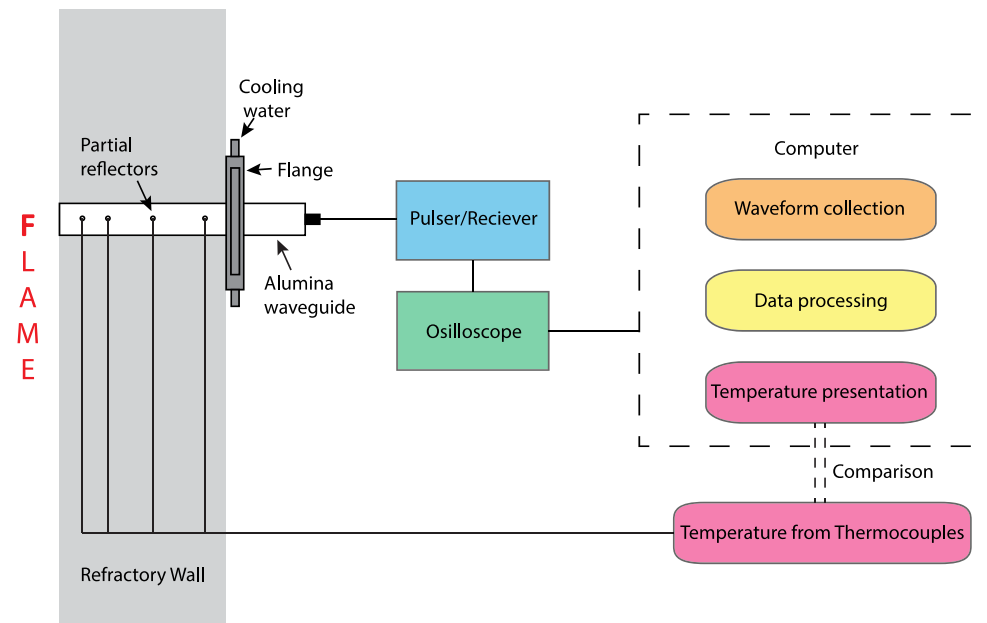 Cooling
water
Partial
reflectors
Flange
F
L
A
M
E
Alumina
waveguide
Pulser/Reciever
Osilloscope
Computer
Waveform collection
Data processing
Temperature presentation
Comparison
Temperature from Thermocouples
Refractory Wall